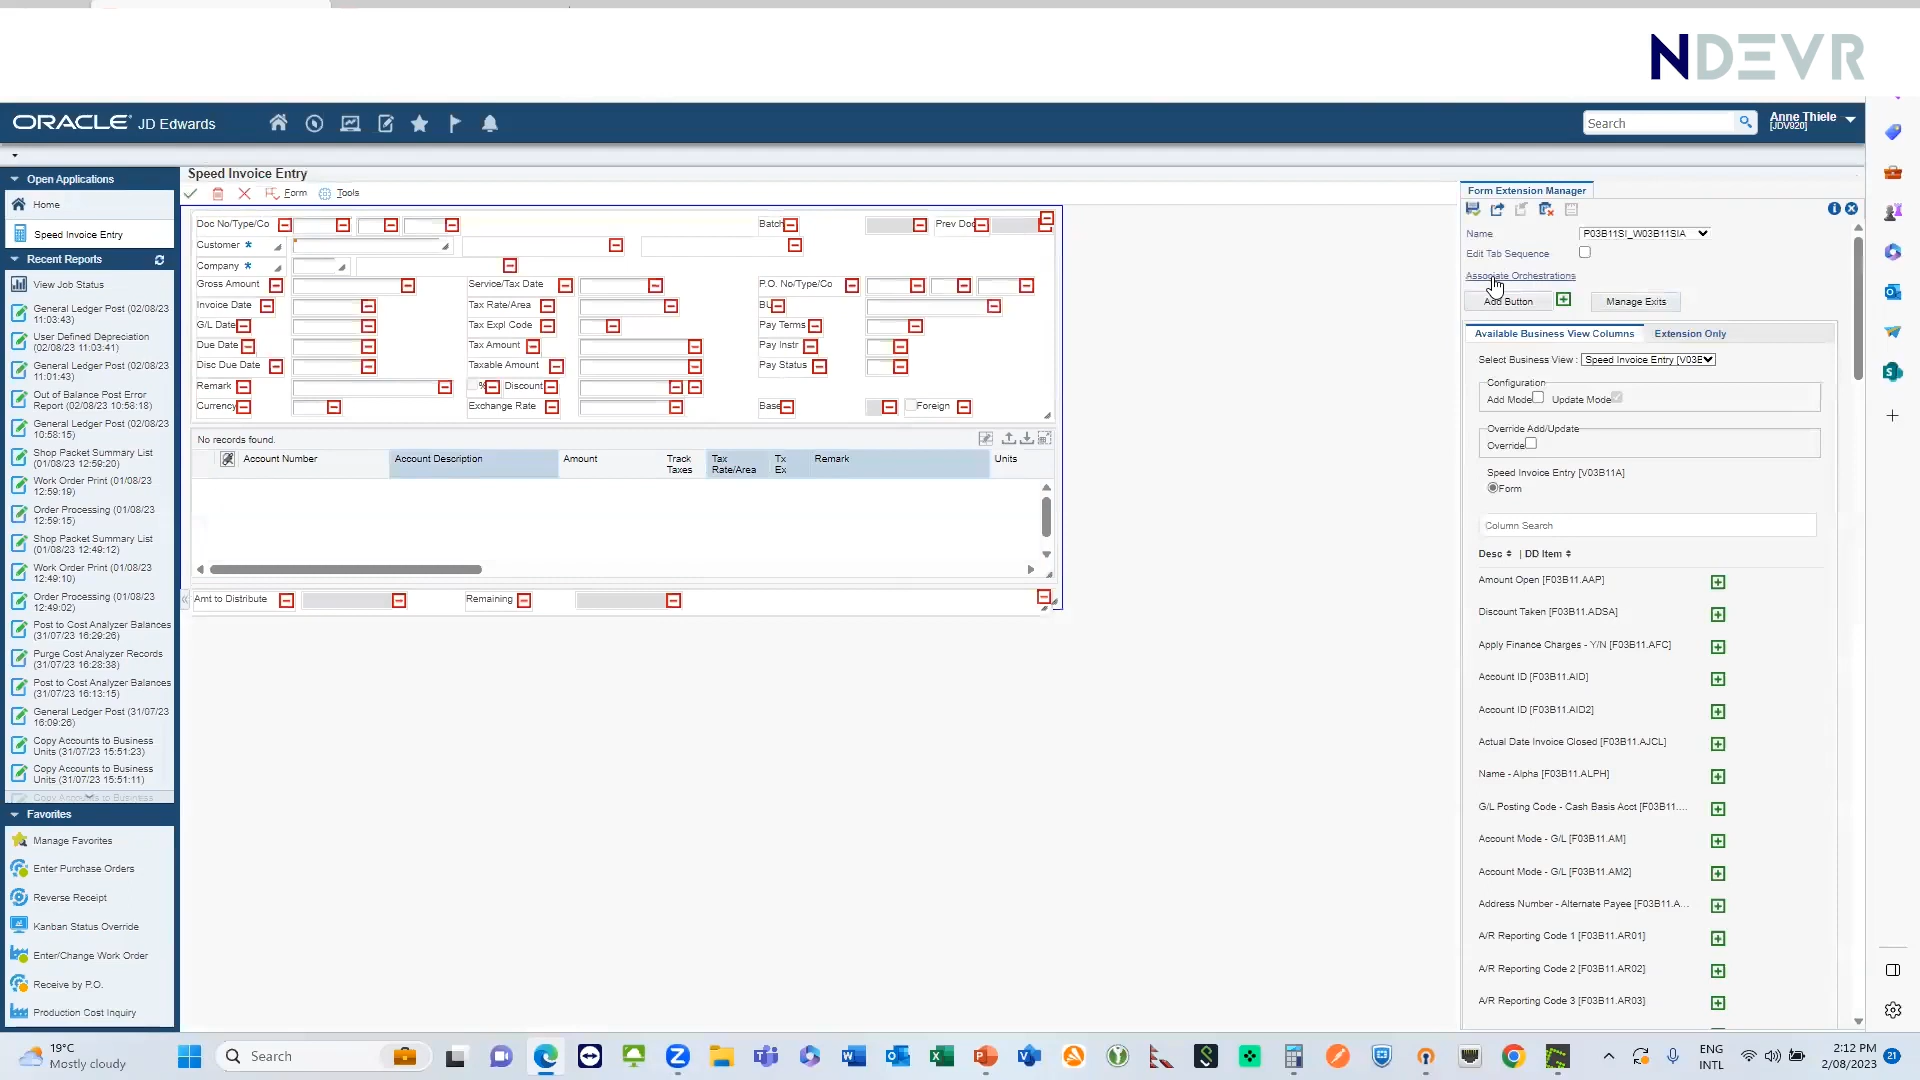 NDEVR
ORACLE JD Edwards
Search
Anne Thiele
[JDV920]
Open Applications
Home
Speed Invoice Entry
Recent Reports
View Job Status
General Ledger Post (02/08/23
11:03:43)
User Defined Depreciation
(02/08/23 11:03:41)
General Ledger Post (02/08/23
11:01:43)
Out of Balance Post Error
Report (02/08/23 10:58:18)
General Ledger Post (02/08/23
10:58:15)
Shop Packet Summary List
(01/08/23 12:59:20)
Work Order Print (01/08/23
12:59:19)
Order Processing (01/08/23
12:59:15)
Shop Packet Summary List
(01/08/23 12:49:12)
Work Order Print (01/08/23
12:49:10)
Order Processing (01/08/23
12:49:02)
Post to Cost Analyzer Balances
(31/07/23 16:29:26)
Purge Cost Analyzer Records
(31/07/23 16:28:38)
Post to Cost Analyzer Balances
(31/07/23 16:13:15)
General Ledger Post (31/07/23
16:09:26)
Copy Accounts to Business
Units (31/07/23 15:51:23)
Copy Accounts to Business
Units (31/07/23 15:51:11)
Copy Accounts to Business
Favorites
Manage Favorites
Enter Purchase Orders
Reverse Receipt
Kanban Status Override
Enter/Change Work Order
Receive by P.O.
Production Cost Inquiry
Speed Invoice Entry
Form Tools
Doc No/Type/Co Batch Prev Doc
Customer *
Company *
Gross Amount Service/Tax Date P.O. No/Type/Co
Invoice Date Tax Rate/Area BU
G/L Date Tax Expl Code Pay Terms
Due Date Tax Amount Pay Instr
Disc Due Date Taxable Amount Pay Status
Remark % Discount
Currency Exchange Rate Base Foreign
No records found.
Account Number Account Description Amount Track Taxes Tax Rate/Area Tx Ex Remark Units
Amt to Distribute Remaining
Form Extension Manager
Name P03B11SI_W03B11SIA
Edit Tab Sequence
Associate Orchestrations
Add Button Manage Exits
Available Business View Columns Extension Only
Select Business View : Speed Invoice Entry [V03B
Configuration
Add Mode Update Mode
Override Add/Update
Override
Speed Invoice Entry [V03B11A]
Form
Column Search
Desc | DD Item
Amount Open [F03B11.AAP]
Discount Taken [F03B11.ADSA]
Apply Finance Charges - Y/N [F03B11.AFC]
Account ID [F03B11.AID]
Account ID [F03B11.AID2]
Actual Date Invoice Closed [F03B11.AJCL]
Name - Alpha [F03B11.ALPH]
G/L Posting Code - Cash Basis Acct [F03B11....
Account Mode - G/L [F03B11.AM]
Account Mode - G/L [F03B11.AM2]
Address Number - Alternate Payee [F03B11.A...
A/R Reporting Code 1 [F03B11.AR01]
A/R Reporting Code 2 [F03B11.AR02]
A/R Reporting Code 3 [F03B11.AR03]
19°C
Mostly cloudy
Search
ENG
INTL
2:12 PM
2/08/2023
21